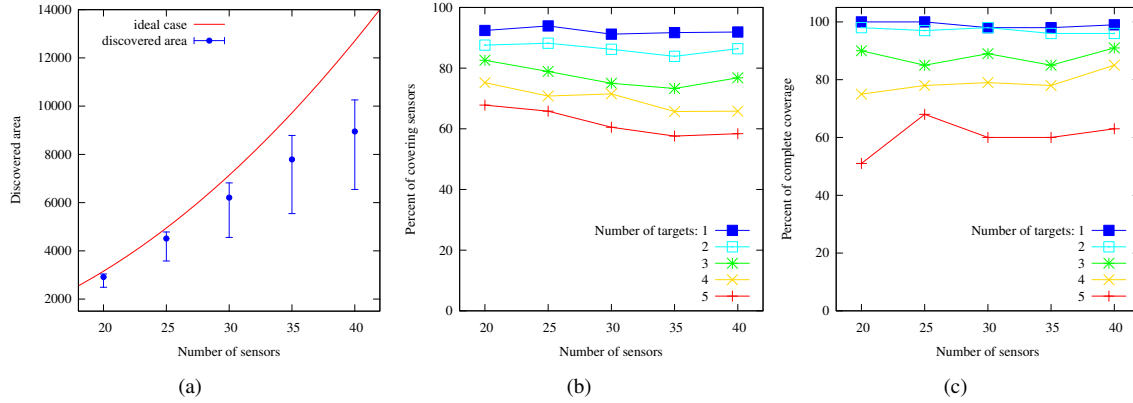 14000
12000
10000
8000
6000
4000
2000
20 25 30 35 40
Discovered area
Number of sensors
ideal case
discovered area
(a)
100
80
60
40
20
0
20 25 30 35 40
Percent of covering sensors
Number of sensors
Number of targets: 1
2
3
4
5
(b)
100
80
60
40
20
0
20 25 30 35 40
Percent of complete coverage
Number of sensors
Number of targets: 1
2
3
4
5
(c)